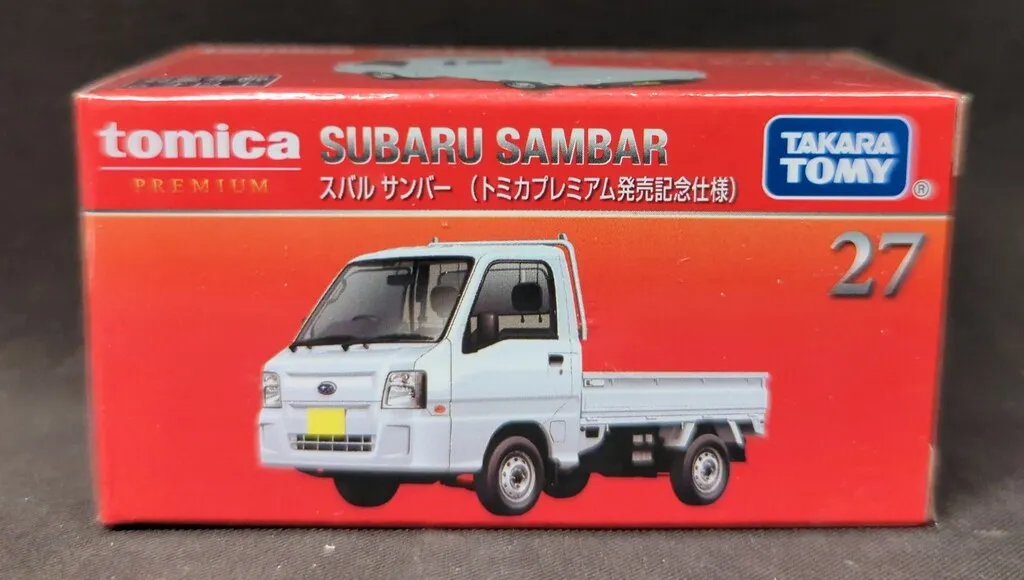 tomica
PREMIUM
SUBARU SAMBAR
スバル サンバー (トミカプレミアム発売記念仕様)
TAKARA
TOMY
®
27